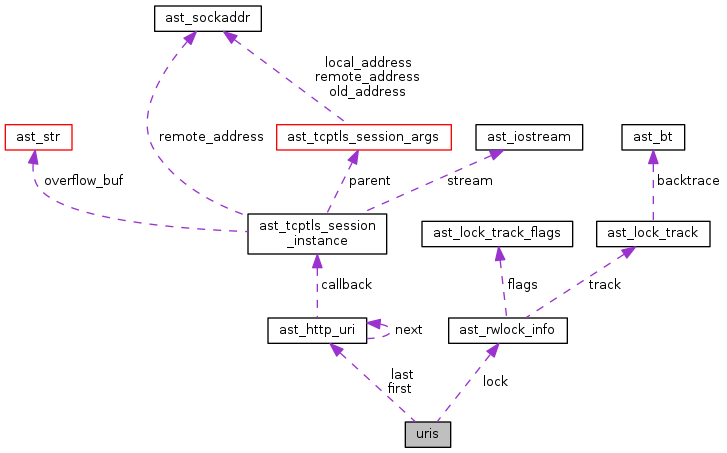 ast_sockaddr
local_address
remote_address
old_address
ast_str
remote_address
ast_tcptls_session_args
ast_iostream
ast_bt
overflow_buf
parent
stream
backtrace
ast_tcptls_session
_instance
ast_lock_track_flags
ast_lock_track
callback
flags
track
ast_http_uri
next
ast_rwlock_info
last
first
lock
uris